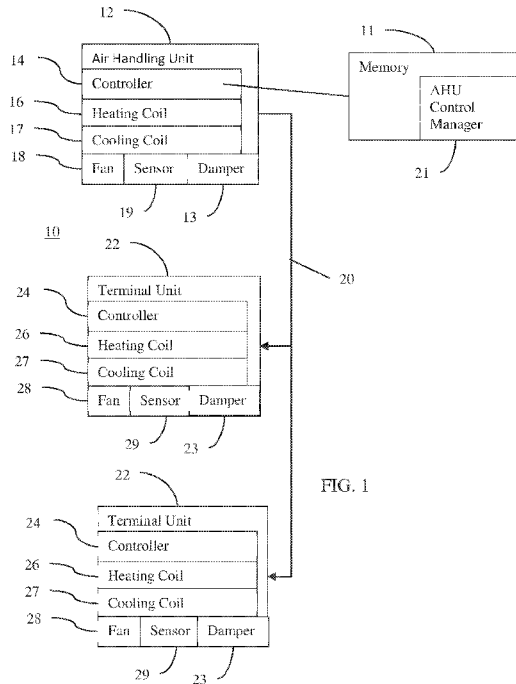 12
11
Air Handling Unit
14
Controller
Memory
16
Heating Coil
AHU
Control
Manager
17
Cooling Coil
18
Fan Sensor Damper
19
13
21
10
22
20
Terminal Unit
24
Controller
26
Heating Coil
27
Cooling Coil
28
Fan Sensor Damper
29
23
22
FIG. 1
Terminal Unit
24
Controller
26
Heating Coil
27
Cooling Coil
28
Fan Sensor Damper
29
23